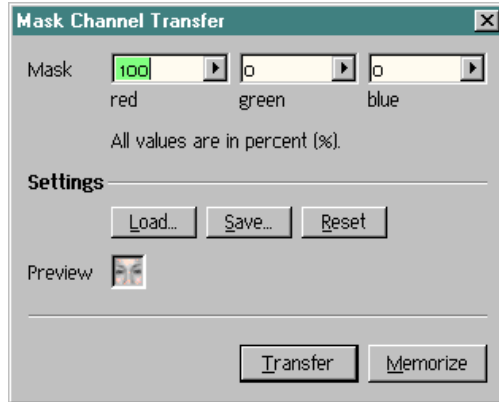 Mask Channel Transfer
Mask 100 0 0
red green blue
All values are in percent (%).
Settings
Load... Save... Reset
Preview
Transfer Memorize